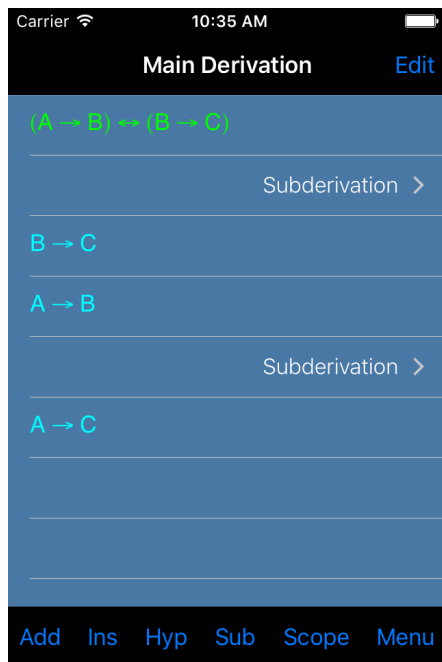 Carrier 10:35 AM
Main Derivation Edit
(A → B) ↔ (B → C)
Subderivation >
B → C
A → B
Subderivation >
A → C
Add Ins Hyp Sub Scope Menu